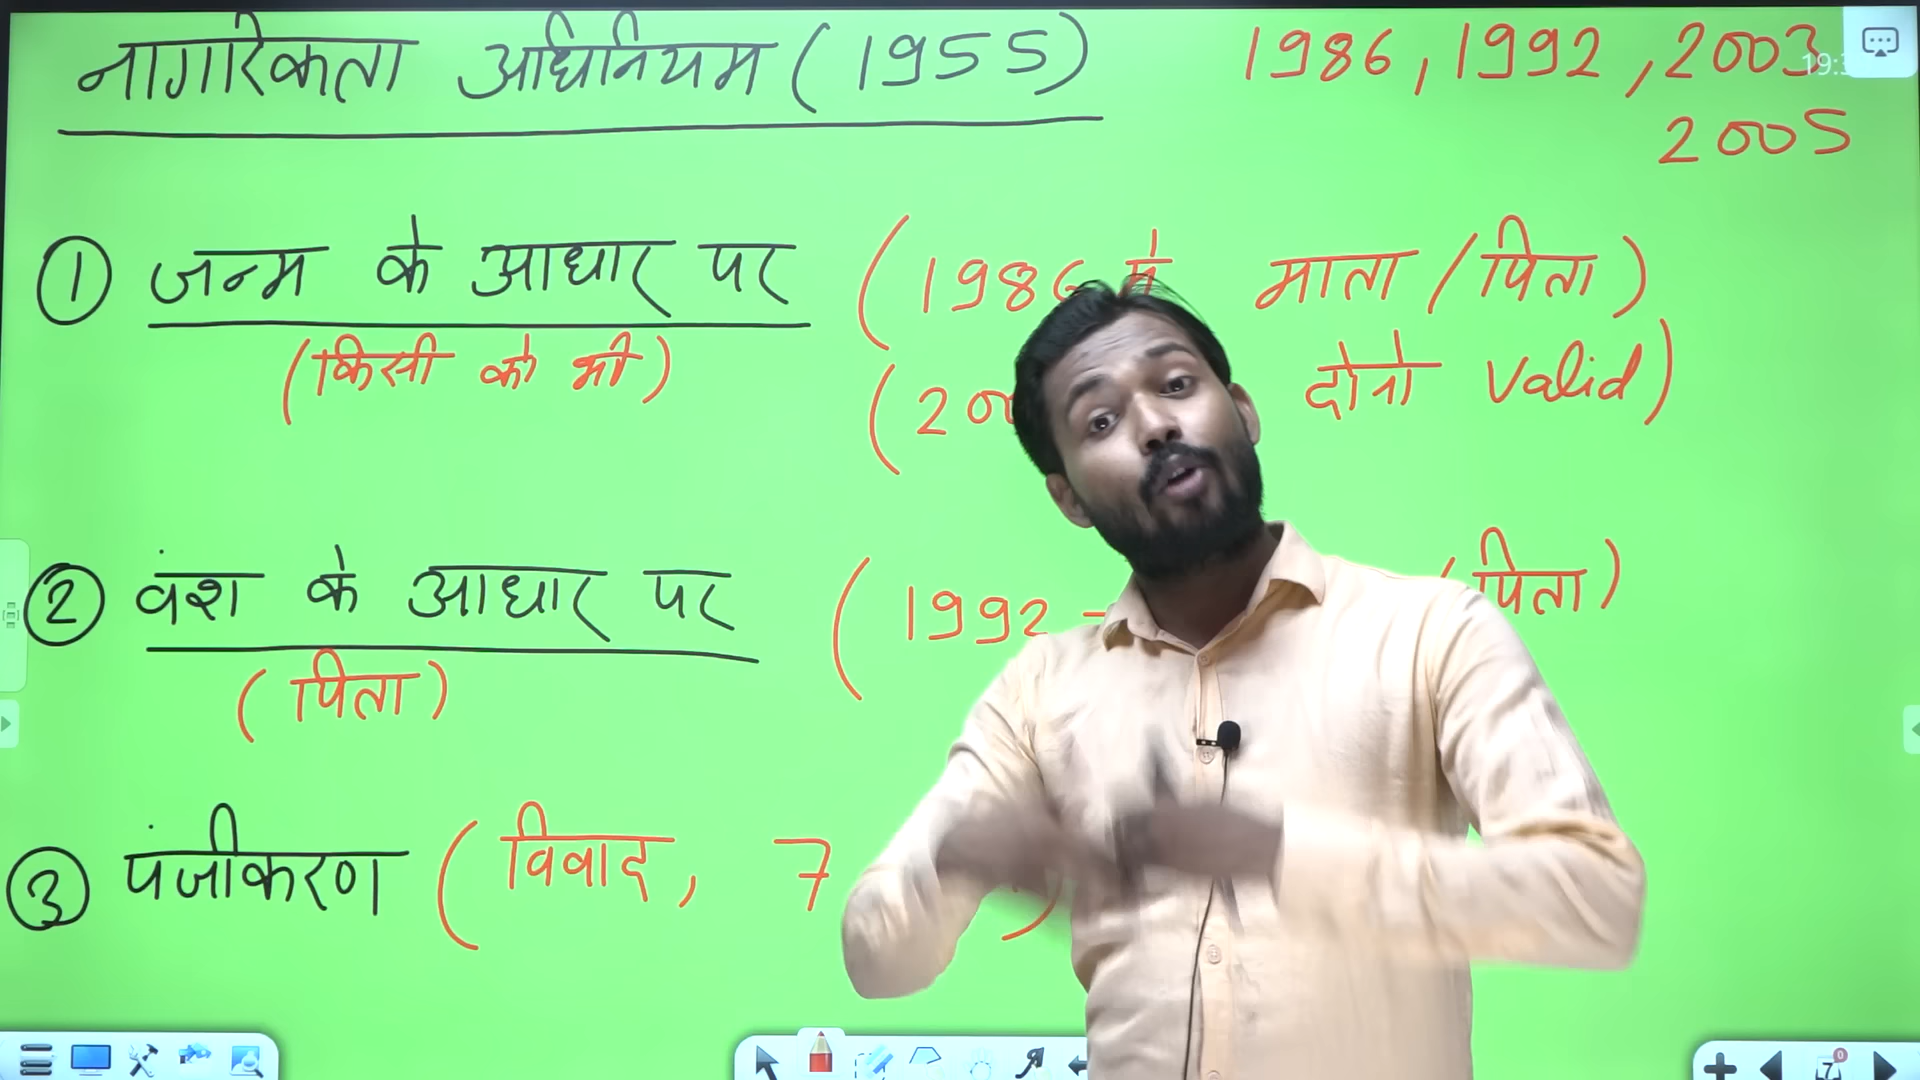 नागरिकता अधिनियम (1955)
1986, 1992, 2003
2005
① जन्म के आधार पर
(1986 में माता/पिता)
(किसी को भी)
( दोनो Valid)
② वंश के आधार पर
(1992 - /पिता)
(पिता)
③ पंजीकरण (विवाद, 7 )